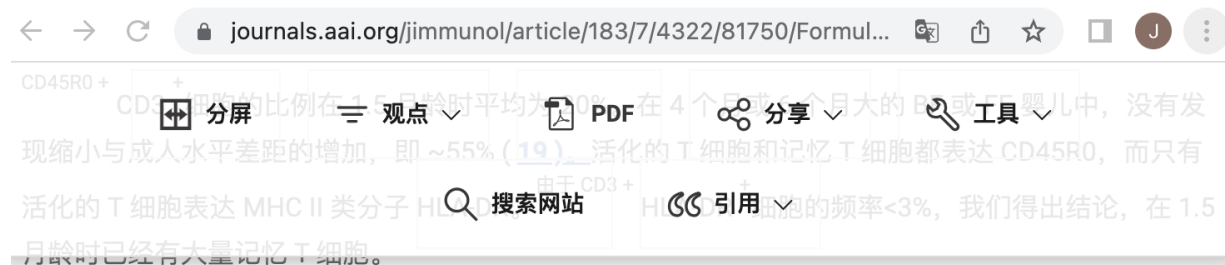 journals.aai.org/jimmunol/article/183/7/4322/81750/Formul...
J
CD45R0 + +
CD3 细胞的比例在 1.5 月龄时平均为 20%。在 4 个月或 6 个月大的 BF 或 FF 婴儿中，没有发
分屏 观点 PDF 分享 工具
现缩小与成人水平差距的增加，即 ~55% ( 19 )。活化的 T 细胞和记忆 T 细胞都表达 CD45R0，而只有
由于 CD3 + +
活化的 T 细胞表达 MHC II 类分子 HLA-D HLA-D 细胞的频率<3%，我们得出结论，在 1.5
搜索网站 引用
月龄时已经有大量记忆 T 细胞。